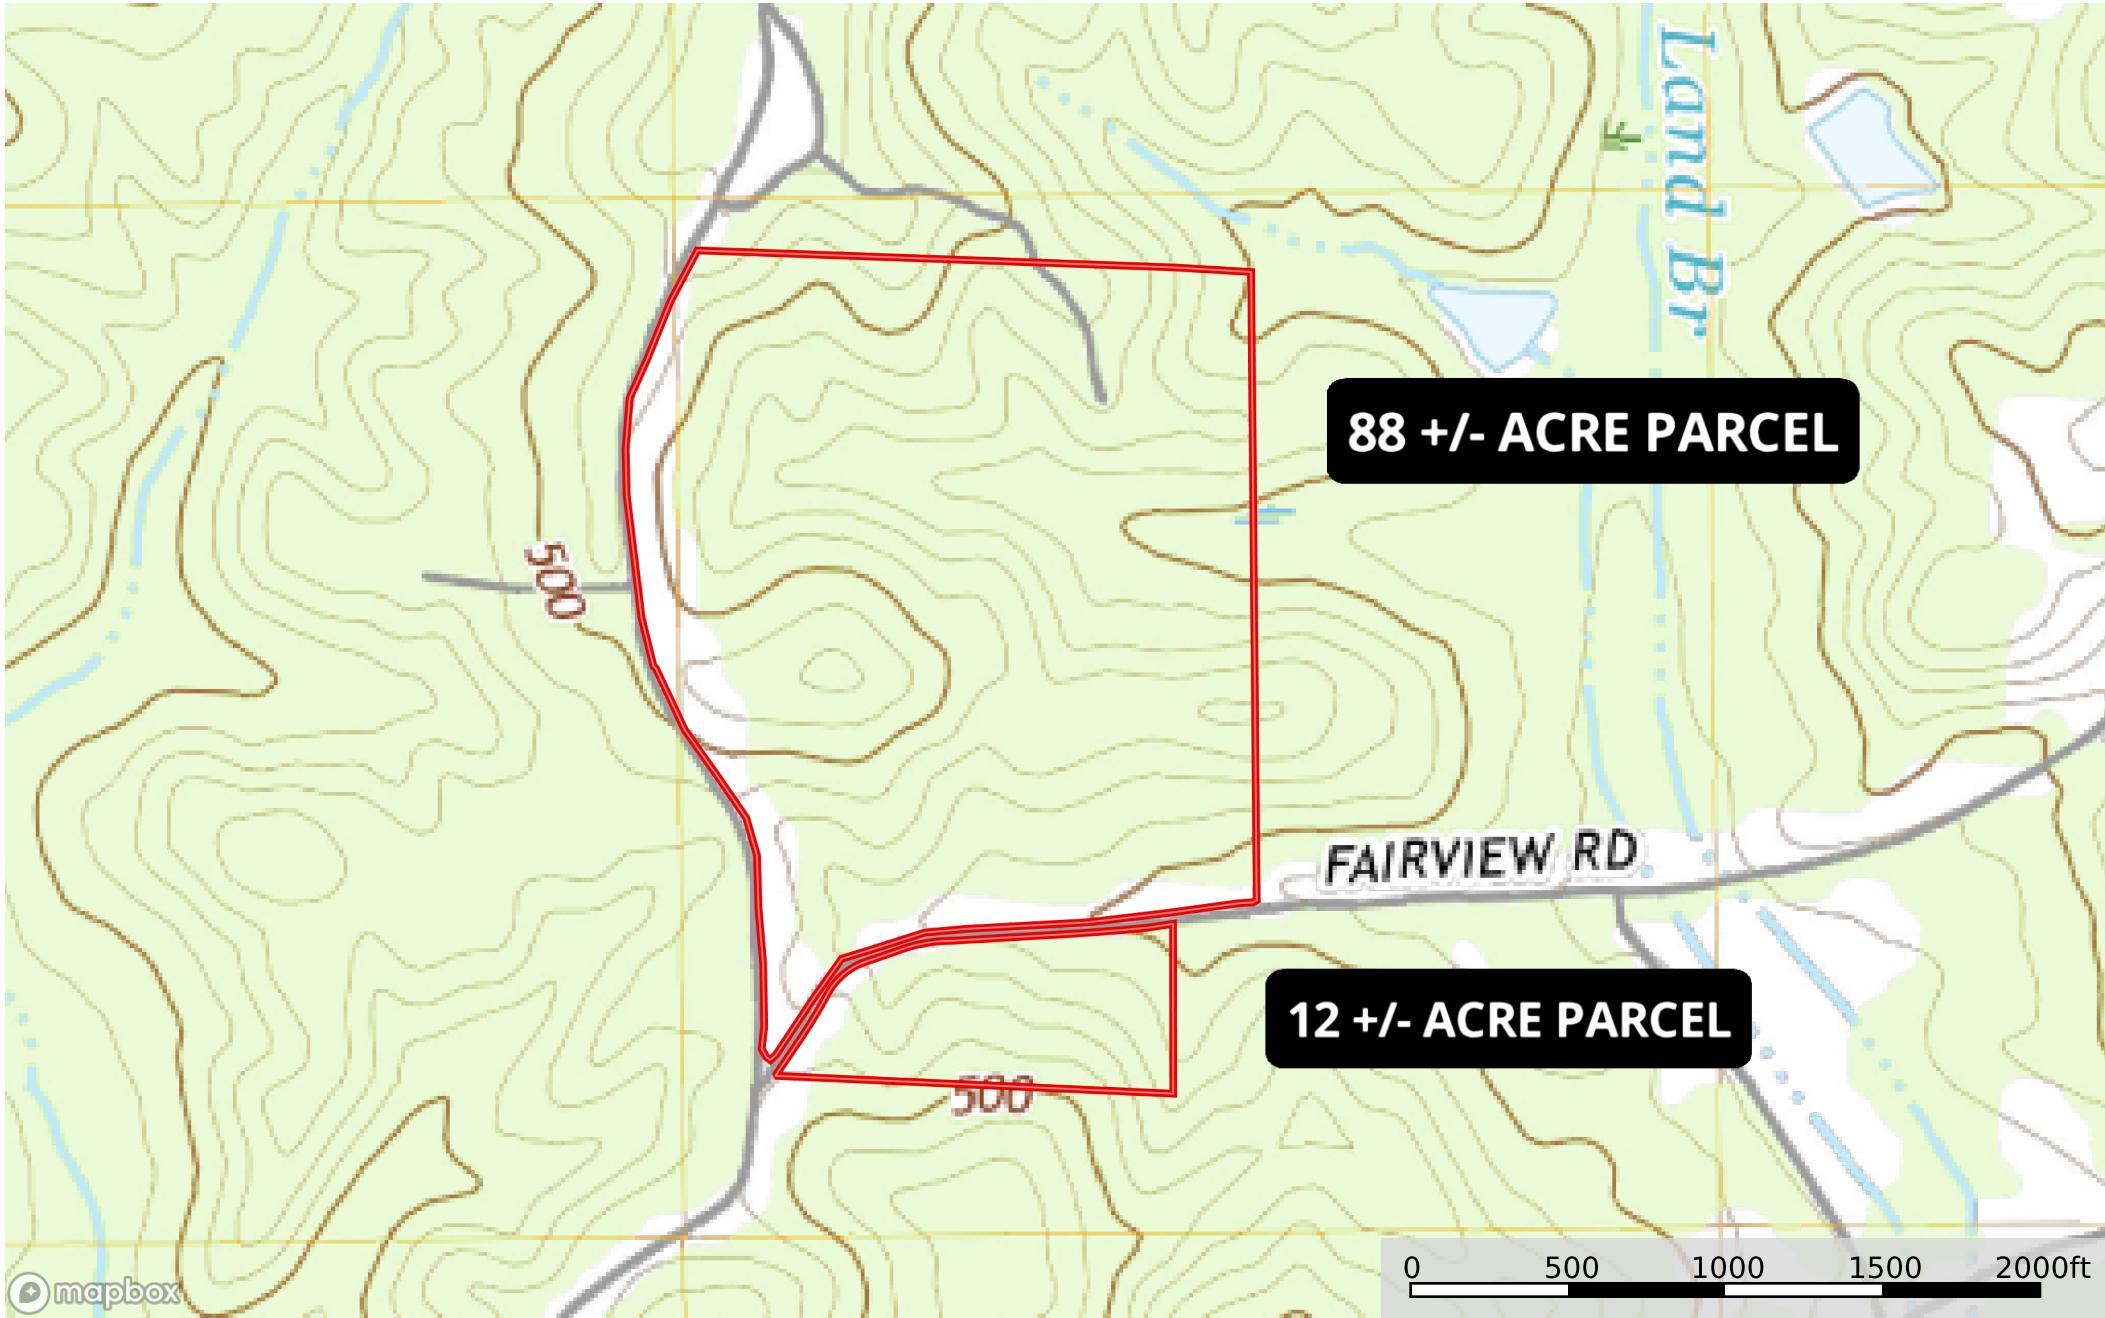 Land Br
88 +/- ACRE PARCEL
500
FAIRVIEW RD
12 +/- ACRE PARCEL
500
0 500 1000 1500 2000ft
mapbox